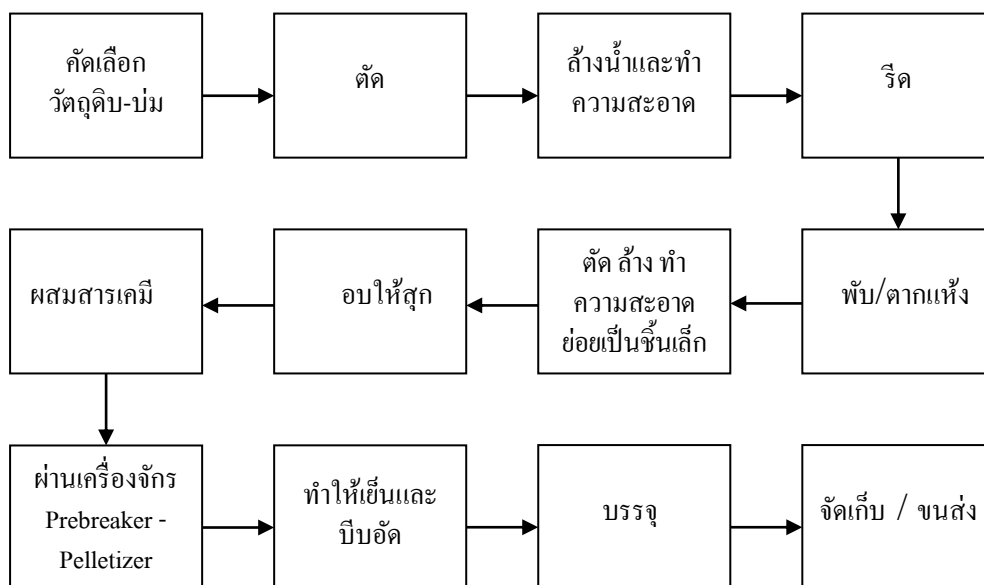 คัดเลือก
วัตถุดิบ-บ่ม
ตัด
ล้างน้ำและทำ
ความสะอาด
รีด
พับ/ตากแห้ง
ตัด ล้าง ทำ
ความสะอาด
ย่อยเป็นชิ้นเล็ก
อบให้สุก
ผสมสารเคมี
ผ่านเครื่องจักร
Prebreaker -
Pelletizer
ทำให้เย็นและ
บีบอัด
บรรจุ
จัดเก็บ / ขนส่ง